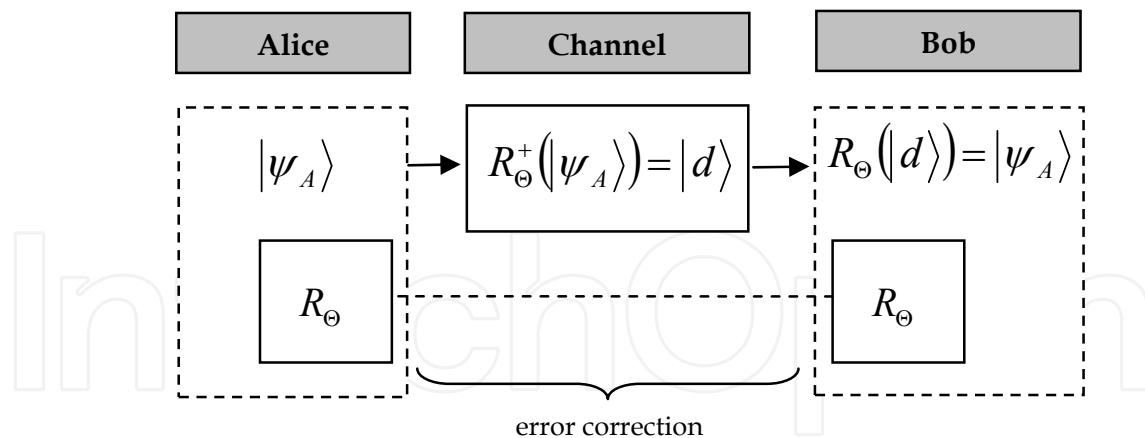 Alice Channel Bob
|ψ_A⟩ R_Θ^+(|ψ_A⟩)=|d⟩ R_Θ(|d⟩)=|ψ_A⟩
R_Θ R_Θ
error correction